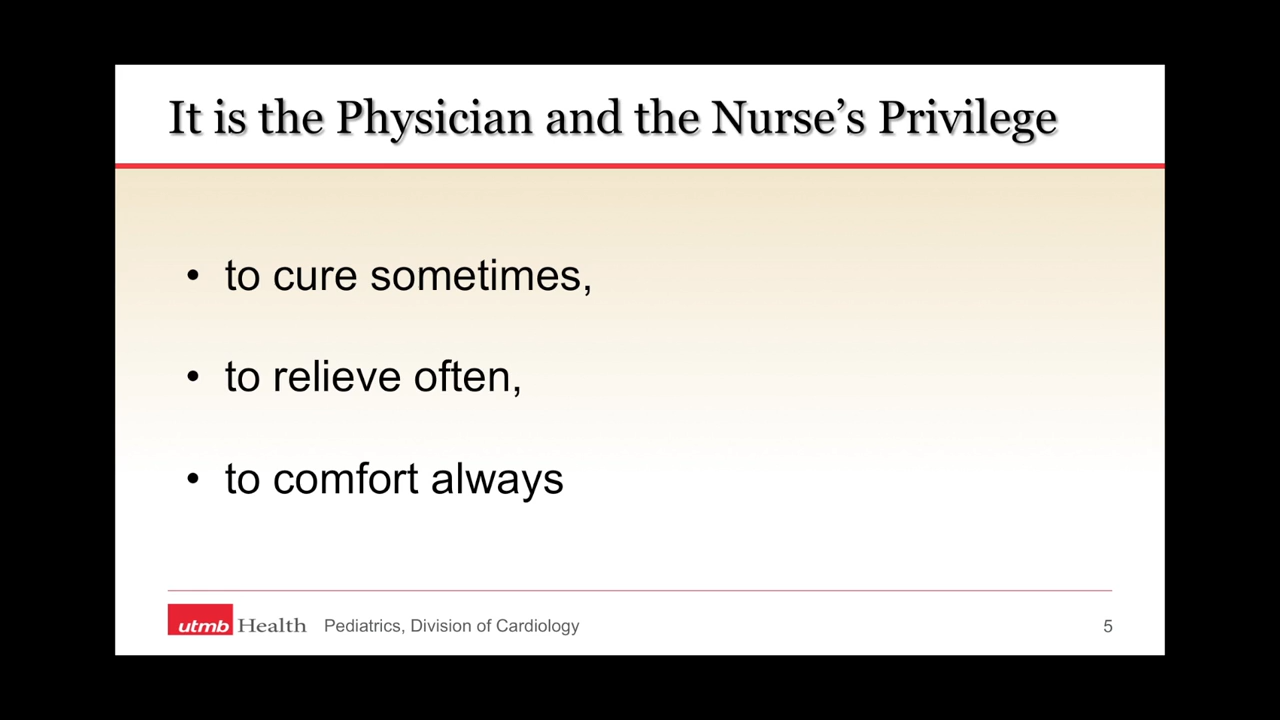 It is the Physician and the Nurse’s Privilege
• to cure sometimes,
• to relieve often,
• to comfort always
utmb Health Pediatrics, Division of Cardiology 5